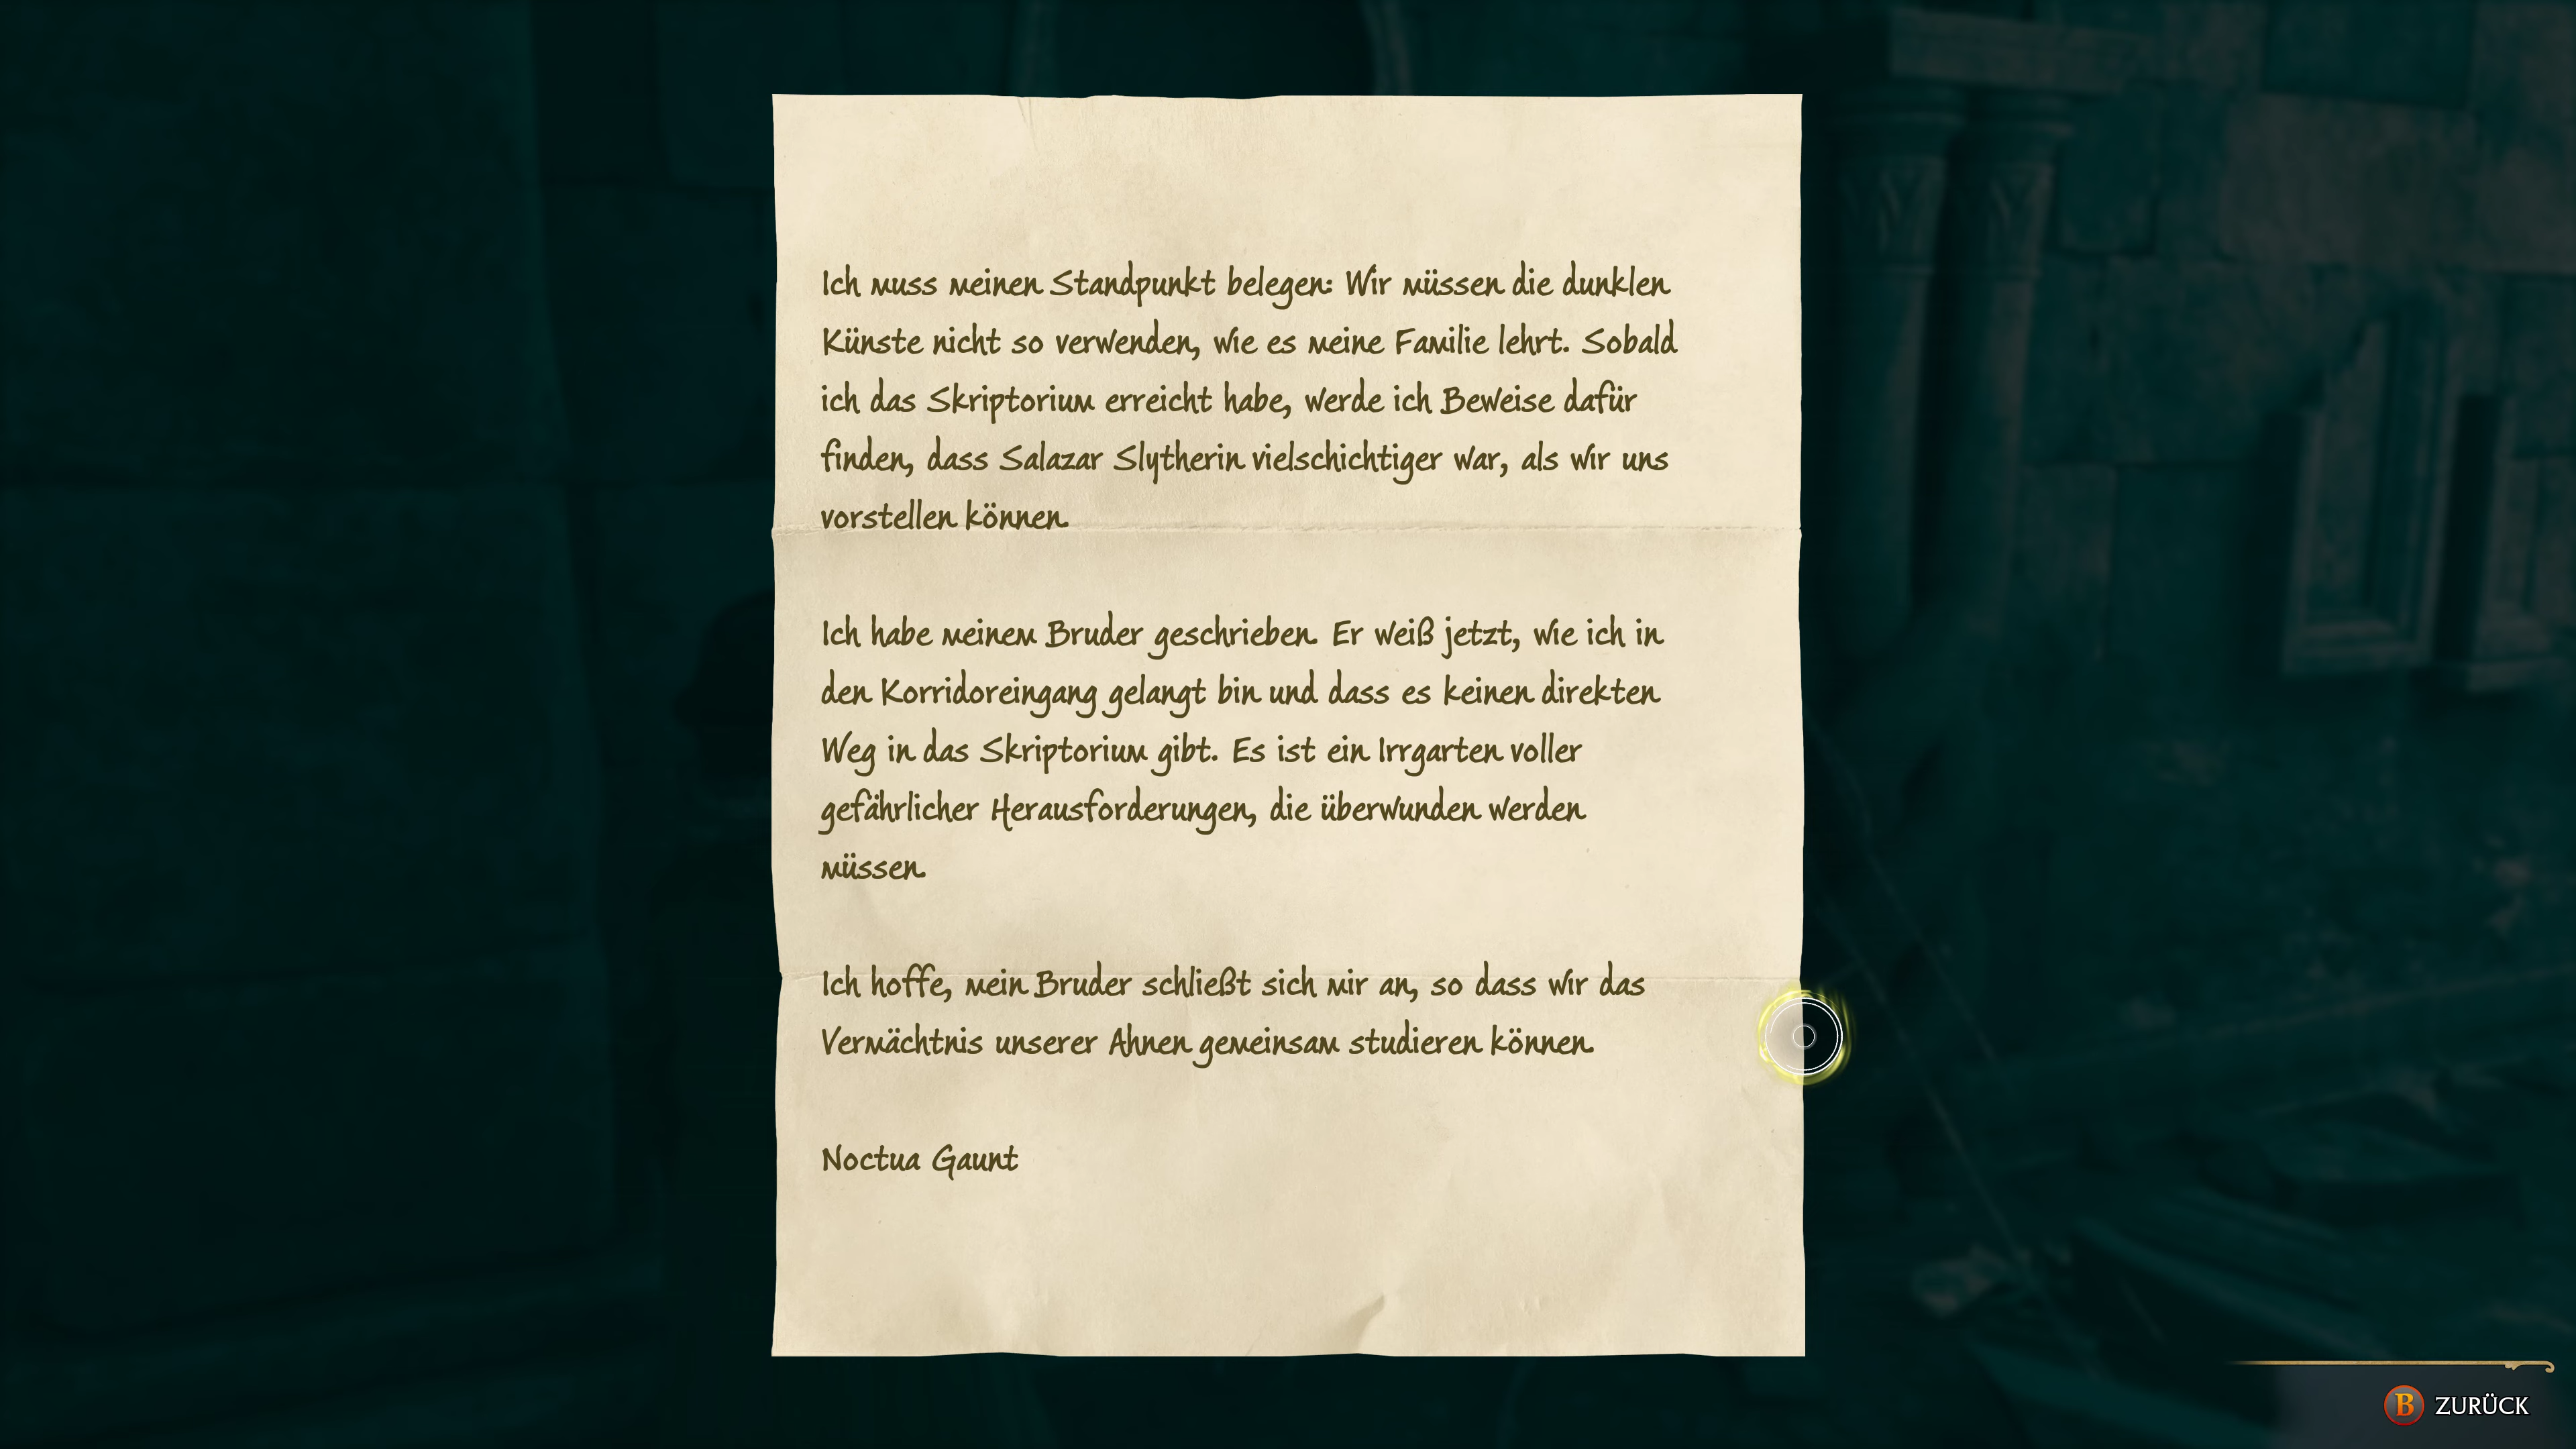 Ich muss meinen Standpunkt belegen: Wir müssen die dunklen
Künste nicht so verwenden, wie es meine Familie lehrt. Sobald
ich das Skriptorium erreicht habe, werde ich Beweise dafür
finden, dass Salazar Slytherin vielschichtiger war, als wir uns
vorstellen können.
Ich habe meinem Bruder geschrieben. Er weiß jetzt, wie ich in
den Korridoreingang gelangt bin und dass es keinen direkten
Weg in das Skriptorium gibt. Es ist ein Irrgarten voller
gefährlicher Herausforderungen, die überwunden werden
müssen.
Ich hoffe, mein Bruder schließt sich mir an, so dass wir das
Vermächtnis unserer Ahnen gemeinsam studieren können.
Noctua Gaunt
B ZURÜCK